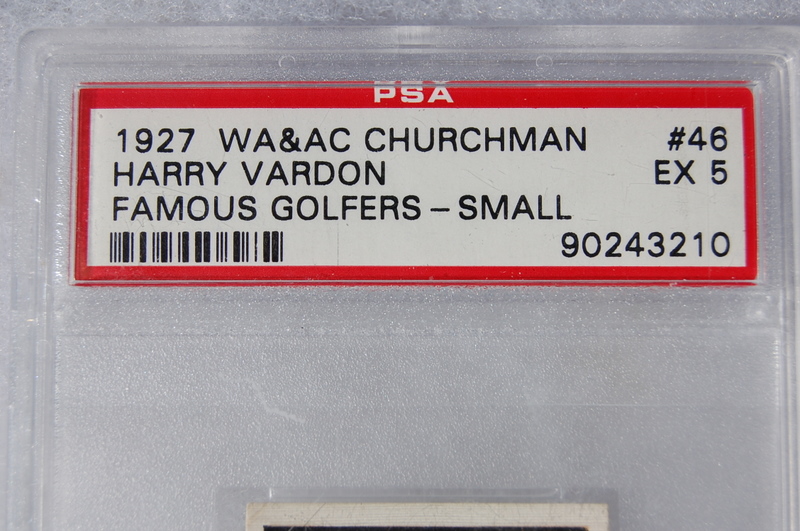 PSA
1927 WA&AC CHURCHMAN #46
HARRY VARDON EX 5
FAMOUS GOLFERS – SMALL
90243210